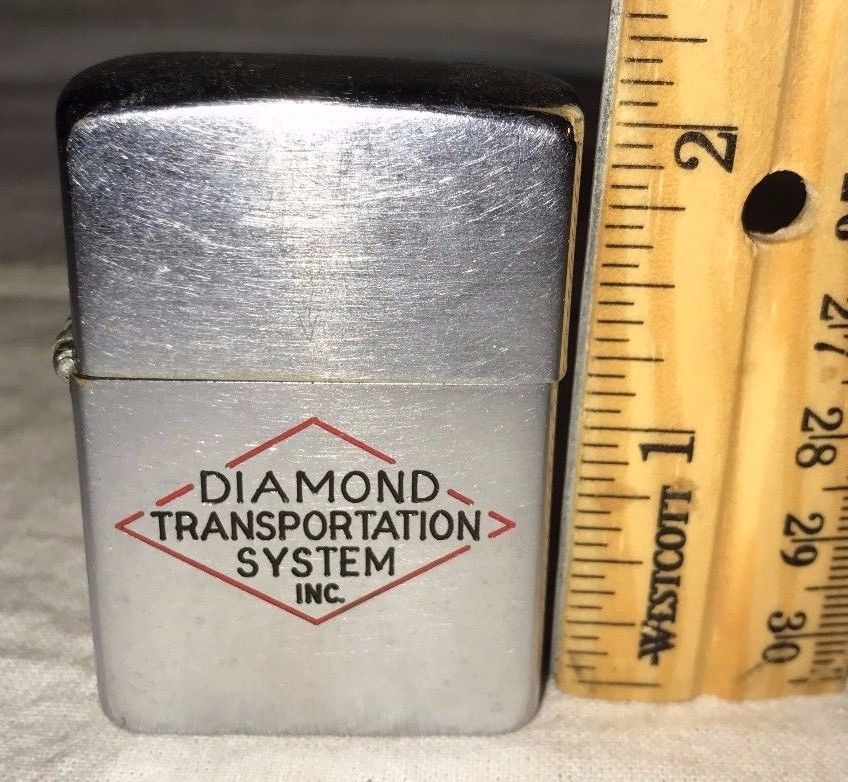 DIAMOND
TRANSPORTATION
SYSTEM
INC.
2
1
WESTCOTT
27
28
29
30